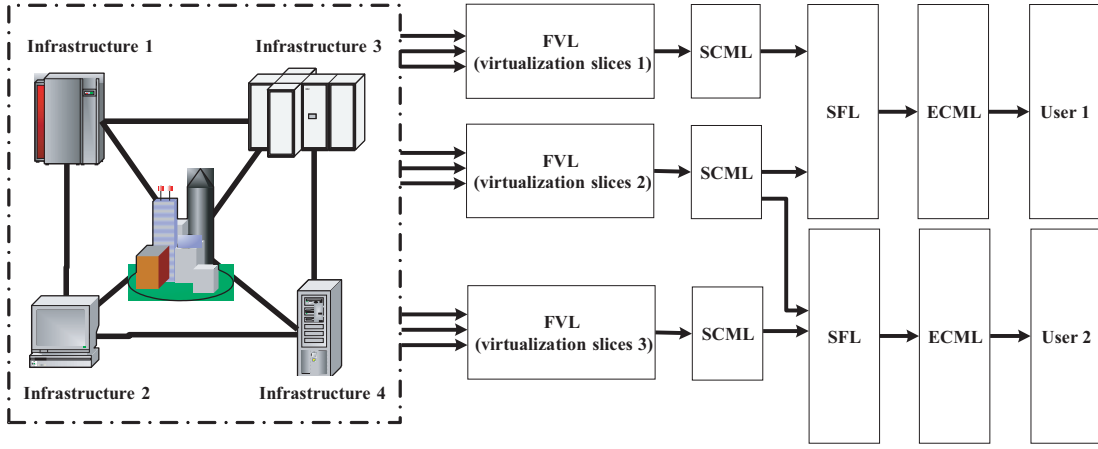 Infrastructure 1
Infrastructure 3
Infrastructure 2
Infrastructure 4
FVL
(virtualization slices 1)
SCML
FVL
(virtualization slices 2)
SCML
FVL
(virtualization slices 3)
SCML
SFL
ECML
User 1
SFL
ECML
User 2